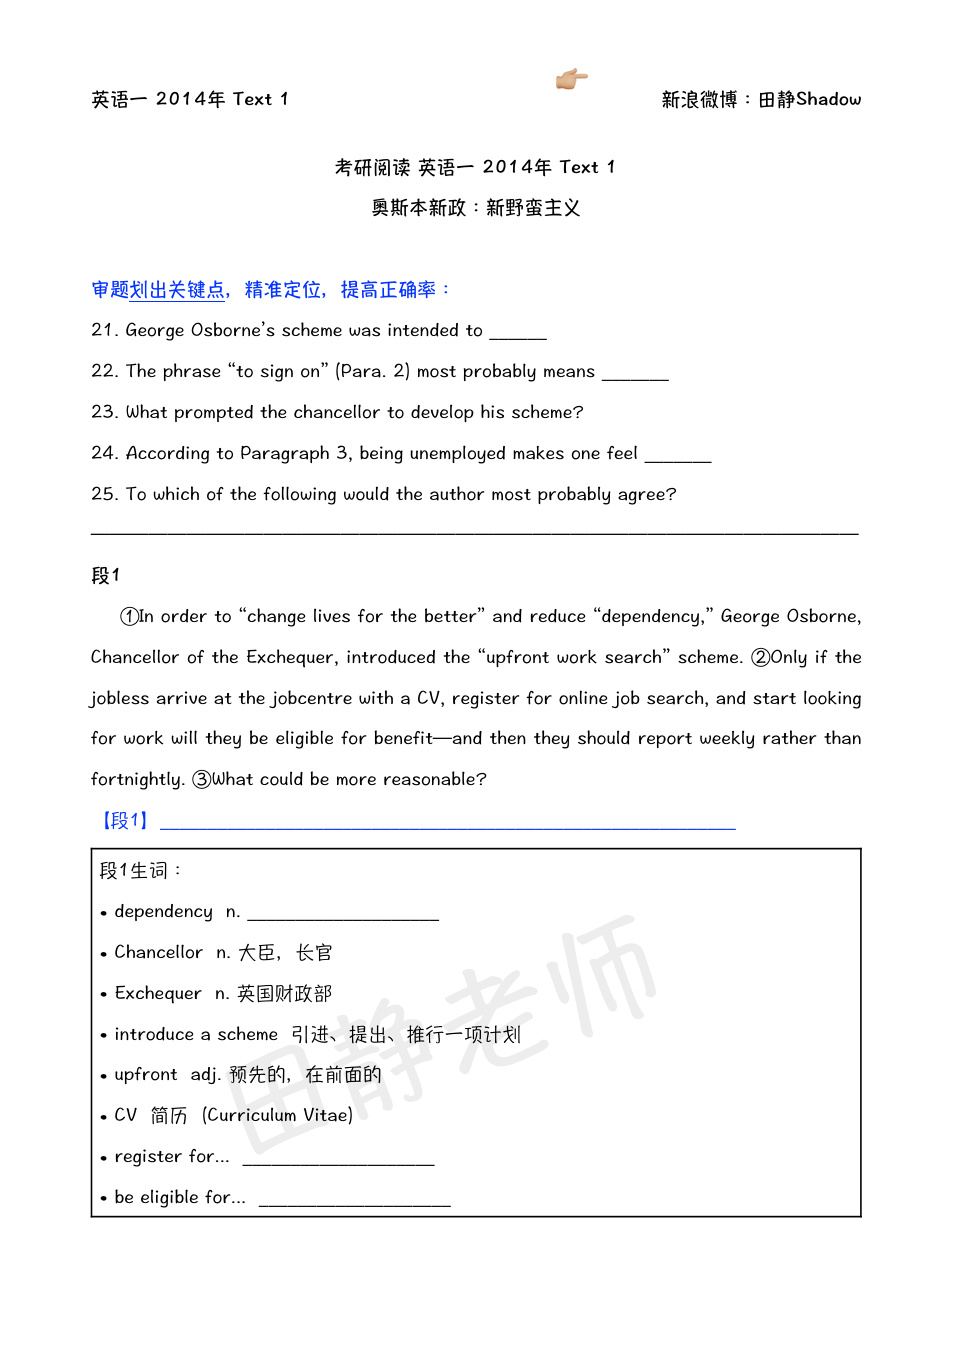 英语一 2014年 Text 1 新浪微博：田静Shadow
考研阅读 英语一 2014年 Text 1
奥斯本新政：新野蛮主义
审题划出关键点，精准定位，提高正确率：
21. George Osborne’s scheme was intended to ______
22. The phrase “to sign on” (Para. 2) most probably means _______
23. What prompted the chancellor to develop his scheme?
24. According to Paragraph 3, being unemployed makes one feel _______
25. To which of the following would the author most probably agree?
段1
①In order to “change lives for the better” and reduce “dependency,” George Osborne,
Chancellor of the Exchequer, introduced the “upfront work search” scheme. ②Only if the
jobless arrive at the jobcentre with a CV, register for online job search, and start looking
for work will they be eligible for benefit—and then they should report weekly rather than
fortnightly. ③What could be more reasonable?
【段1】____________________________________________________________
段1生词：
• dependency n. ____________________
• Chancellor n. 大臣，长官
• Exchequer n. 英国财政部
• introduce a scheme 引进、提出、推行一项计划
• upfront adj. 预先的，在前面的
• CV 简历 (Curriculum Vitae)
• register for... ____________________
• be eligible for... ____________________
田静老师